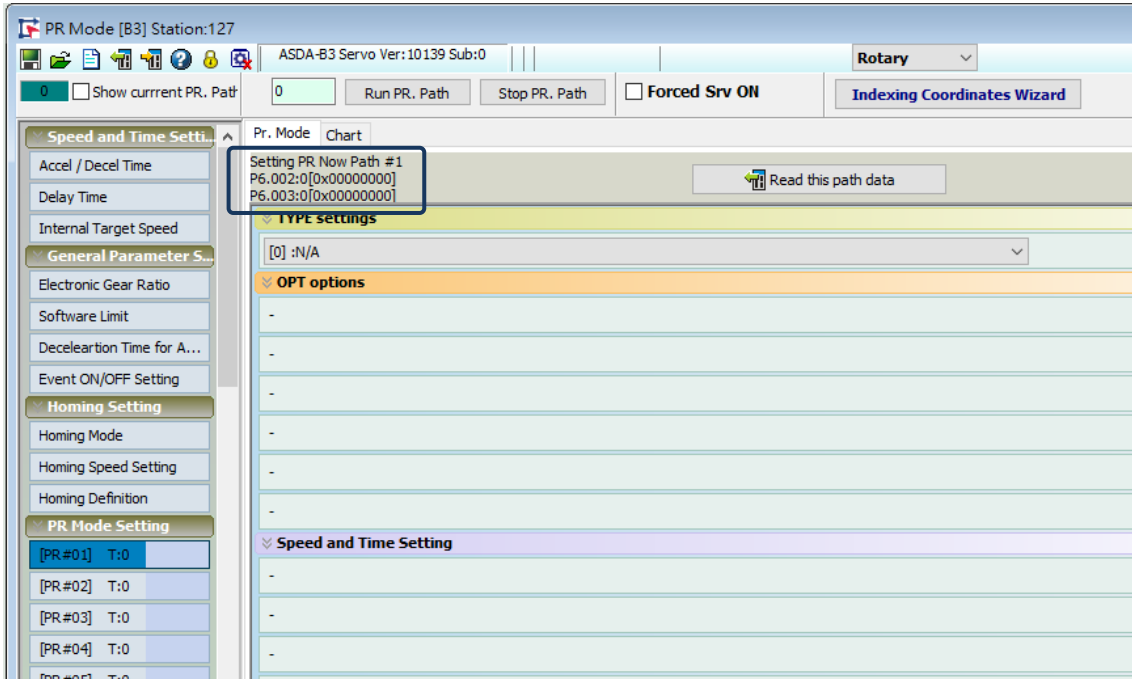 PR Mode [B3] Station:127
ASDA-B3 Servo Ver:10139 Sub:0
Rotary
0
Show currrent PR. Path
0
Run PR. Path
Stop PR. Path
Forced Srv ON
Indexing Coordinates Wizard
Speed and Time Setti...
Accel / Decel Time
Delay Time
Internal Target Speed
General Parameter S...
Electronic Gear Ratio
Software Limit
Deceleartion Time for A...
Event ON/OFF Setting
Homing Setting
Homing Mode
Homing Speed Setting
Homing Definition
PR Mode Setting
[PR#01] T:0
[PR#02] T:0
[PR#03] T:0
[PR#04] T:0
[PR#05] T:0
Pr. Mode
Chart
Setting PR Now Path #1
P6.002:0[0x00000000]
P6.003:0[0x00000000]
Read this path data
TYPE settings
[0] :N/A
OPT options
-
-
-
-
-
-
Speed and Time Setting
-
-
-